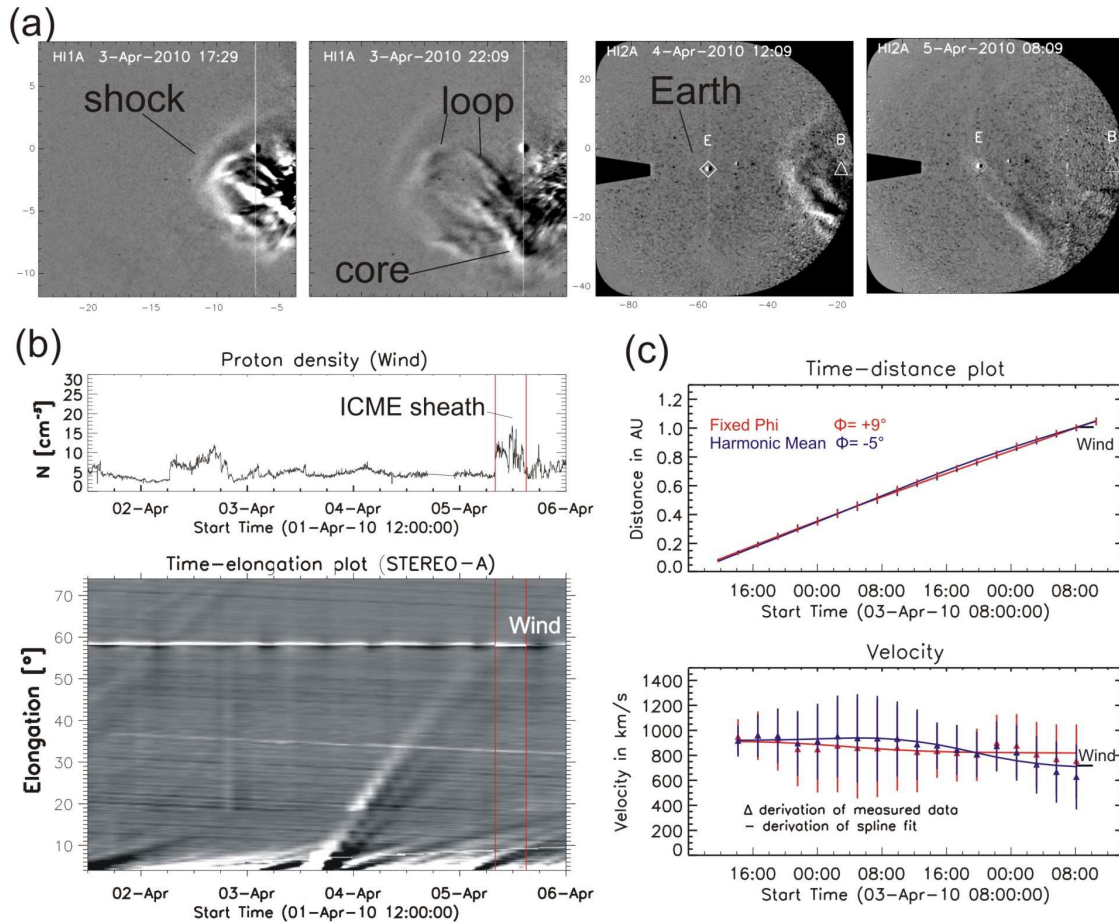 (a)
HI1A 3-Apr-2010 17:29
shock
0
-5
-10
-20 -15 -10 -5
HI1A 3-Apr-2010 22:09
loop
core
HI2A 4-Apr-2010 12:09
Earth
E
B
20
0
-20
-40
-80 -60 -40 -20
HI2A 5-Apr-2010 08:09
E
B
(b)
Proton density (Wind)
N [cm⁻³]
30
25
20
15
10
5
0
ICME sheath
02-Apr 03-Apr 04-Apr 05-Apr 06-Apr
Start Time (01-Apr-10 12:00:00)
Time-elongation plot (STEREO-A)
Elongation [°]
70
60
50
40
30
20
10
Wind
02-Apr 03-Apr 04-Apr 05-Apr 06-Apr
Start Time (01-Apr-10 12:00:00)
(c)
Time-distance plot
Distance in AU
1.2
1.0
0.8
0.6
0.4
0.2
Fixed Phi Φ= +9°
Harmonic Mean Φ= -5°
Wind
16:00 00:00 08:00 16:00 00:00 08:00
Start Time (03-Apr-10 08:00:00)
Velocity
Velocity in km/s
1400
1200
1000
800
600
400
200
0
Wind
Δ derivation of measured data
– derivation of spline fit
16:00 00:00 08:00 16:00 00:00 08:00
Start Time (03-Apr-10 08:00:00)